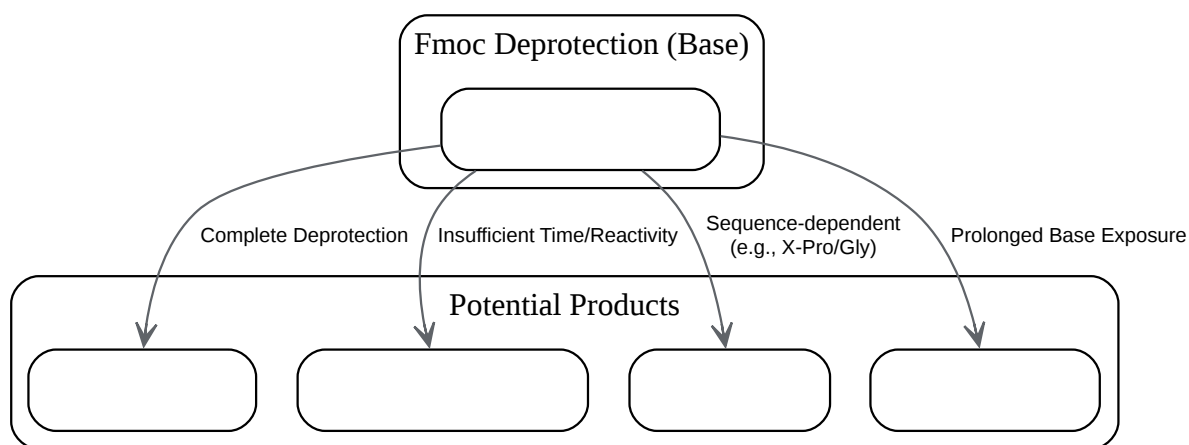 Fmoc Deprotection (Base)
Complete Deprotection
Insufficient Time/Reactivity
Sequence-dependent
(e.g., X-Pro/Gly)
Prolonged Base Exposure
Potential Products